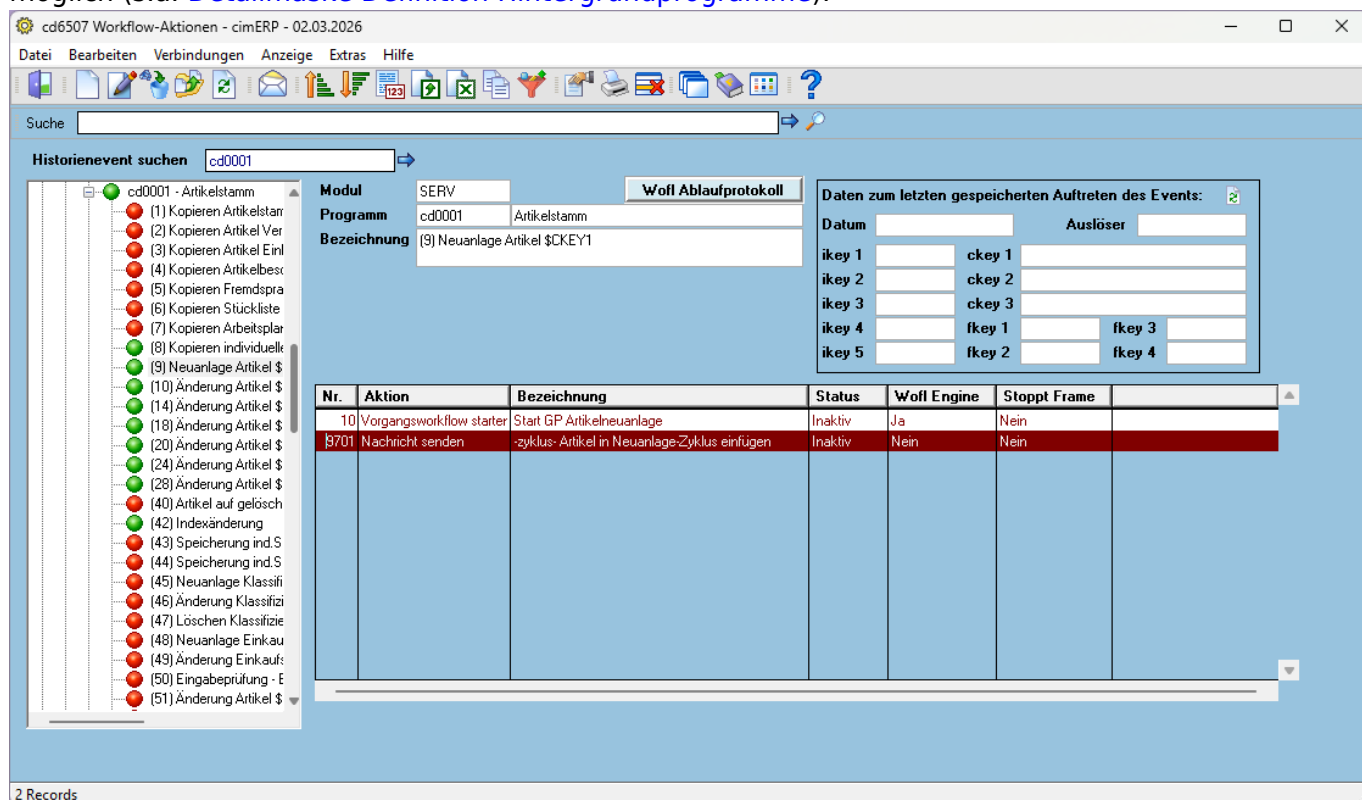 möglich (s.a. Detailmaske Definition Hintergrundprogramme).
cd6507 Workflow-Aktionen - cimERP - 02.03.2026
Datei Bearbeiten Verbindungen Anzeige Extras Hilfe
Suche
Historienevent suchen cd0001
cd0001 - Artikelstamm
(1) Kopieren Artikelstam
(2) Kopieren Artikel Ver
(3) Kopieren Artikel Einl
(4) Kopieren Artikelbesc
(5) Kopieren Fremdspra
(6) Kopieren Stückliste
(7) Kopieren Arbeitsplar
(8) Kopieren individuelle
(9) Neuanlage Artikel $
(10) Änderung Artikel $
(14) Änderung Artikel $
(18) Änderung Artikel $
(20) Änderung Artikel $
(24) Änderung Artikel $
(28) Änderung Artikel $
(40) Artikel auf gelösch
(42) Indexänderung
(43) Speicherung ind.S
(44) Speicherung ind.S
(45) Neuanlage Klassifi
(46) Änderung Klassifizi
(47) Löschen Klassifizie
(48) Neuanlage Einkau
(49) Änderung Einkaufs
(50) Eingabeprüfung - E
(51) Änderung Artikel $
Modul SERV Wofl Ablaufprotokoll
Programm cd0001 Artikelstamm
Bezeichnung (9) Neuanlage Artikel $CKEY1
Daten zum letzten gespeicherten Auftreten des Events:
Datum Auslöser
ikey 1 ckey 1
ikey 2 ckey 2
ikey 3 ckey 3
ikey 4 fkey 1 fkey 3
ikey 5 fkey 2 fkey 4
Nr. Aktion Bezeichnung Status Wofl Engine Stoppt Frame
10 Vorgangsworkflow starter Start GP Artikelneuanlage Inaktiv Ja Nein
9701 Nachricht senden -zyklus- Artikel in Neuanlage-Zyklus einfügen Inaktiv Nein Nein
2 Records